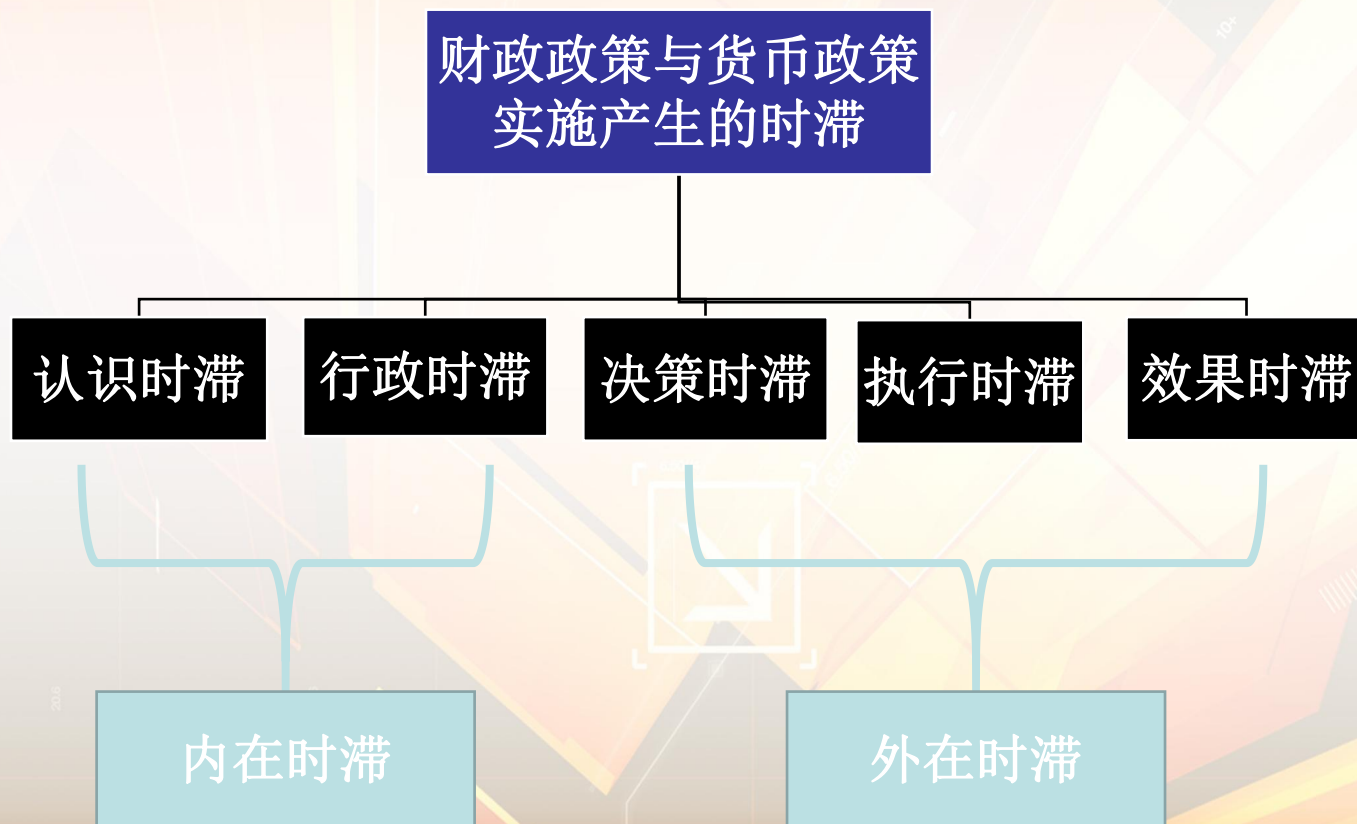 财政政策与货币政策
实施产生的时滞
认识时滞
行政时滞
决策时滞
执行时滞
效果时滞
内在时滞
外在时滞